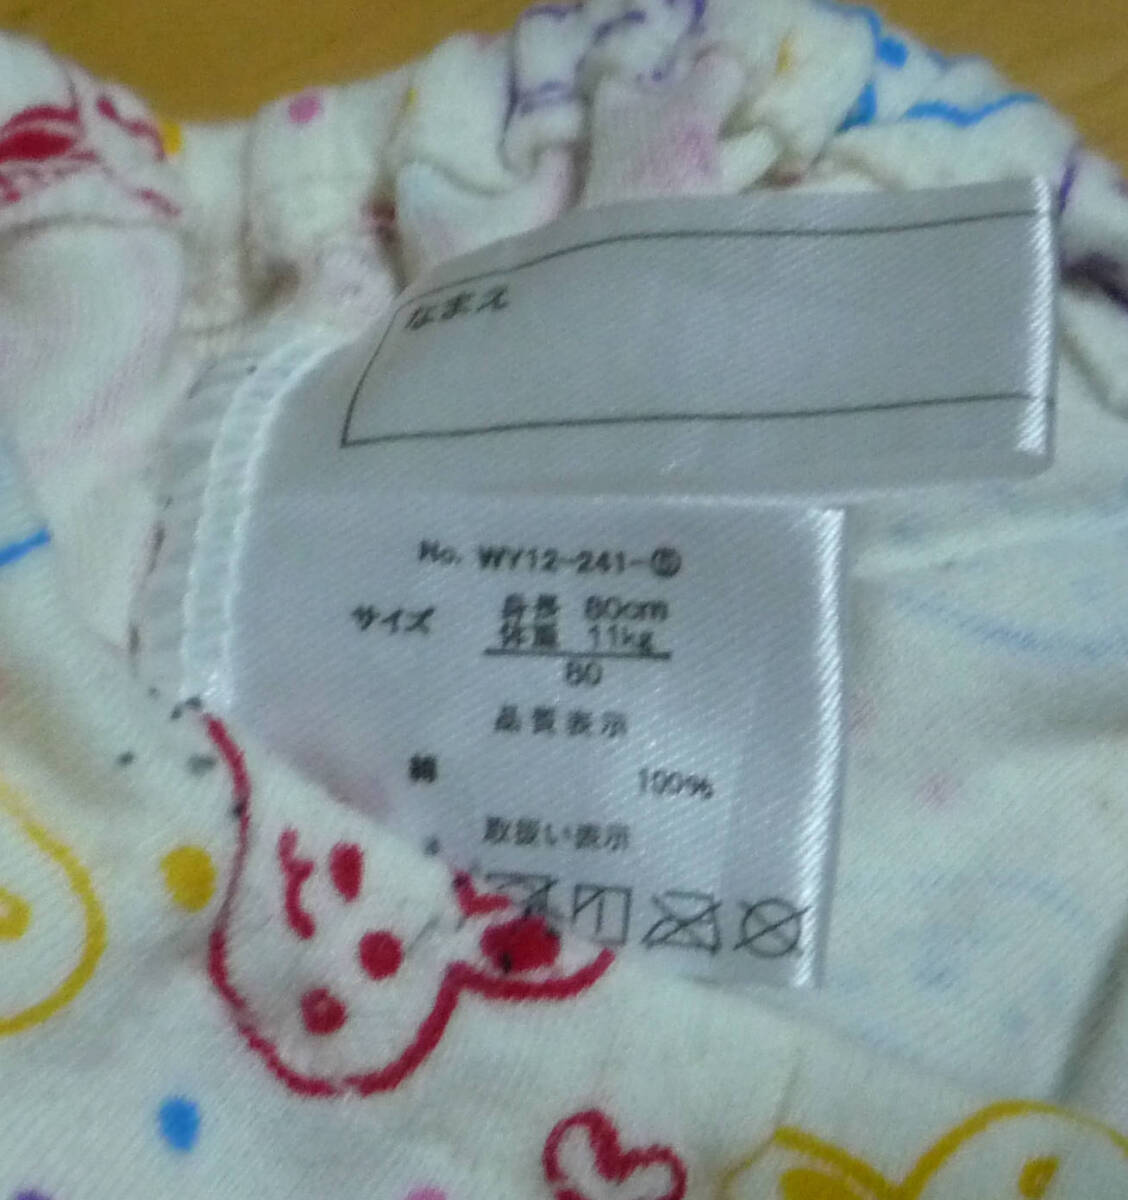 なまえ
No. WY12-241-⑮
サイズ 身長 80cm
体重 11kg
80
品質表示
綿 100%
取扱い表示